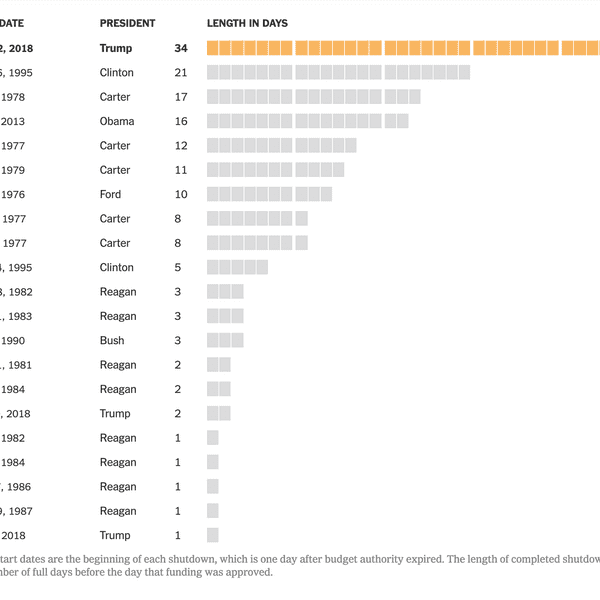 DATE PRESIDENT LENGTH IN DAYS
2, 2018 Trump 34
, 1995 Clinton 21
1978 Carter 17
2013 Obama 16
1977 Carter 12
1979 Carter 11
1976 Ford 10
1977 Carter 8
1977 Carter 8
, 1995 Clinton 5
, 1982 Reagan 3
, 1983 Reagan 3
1990 Bush 3
, 1981 Reagan 2
1984 Reagan 2
, 2018 Trump 2
1982 Reagan 1
1984 Reagan 1
, 1986 Reagan 1
, 1987 Reagan 1
2018 Trump 1
tart dates are the beginning of each shutdown, which is one day after budget authority expired. The length of completed shutdow
ber of full days before the day that funding was approved.